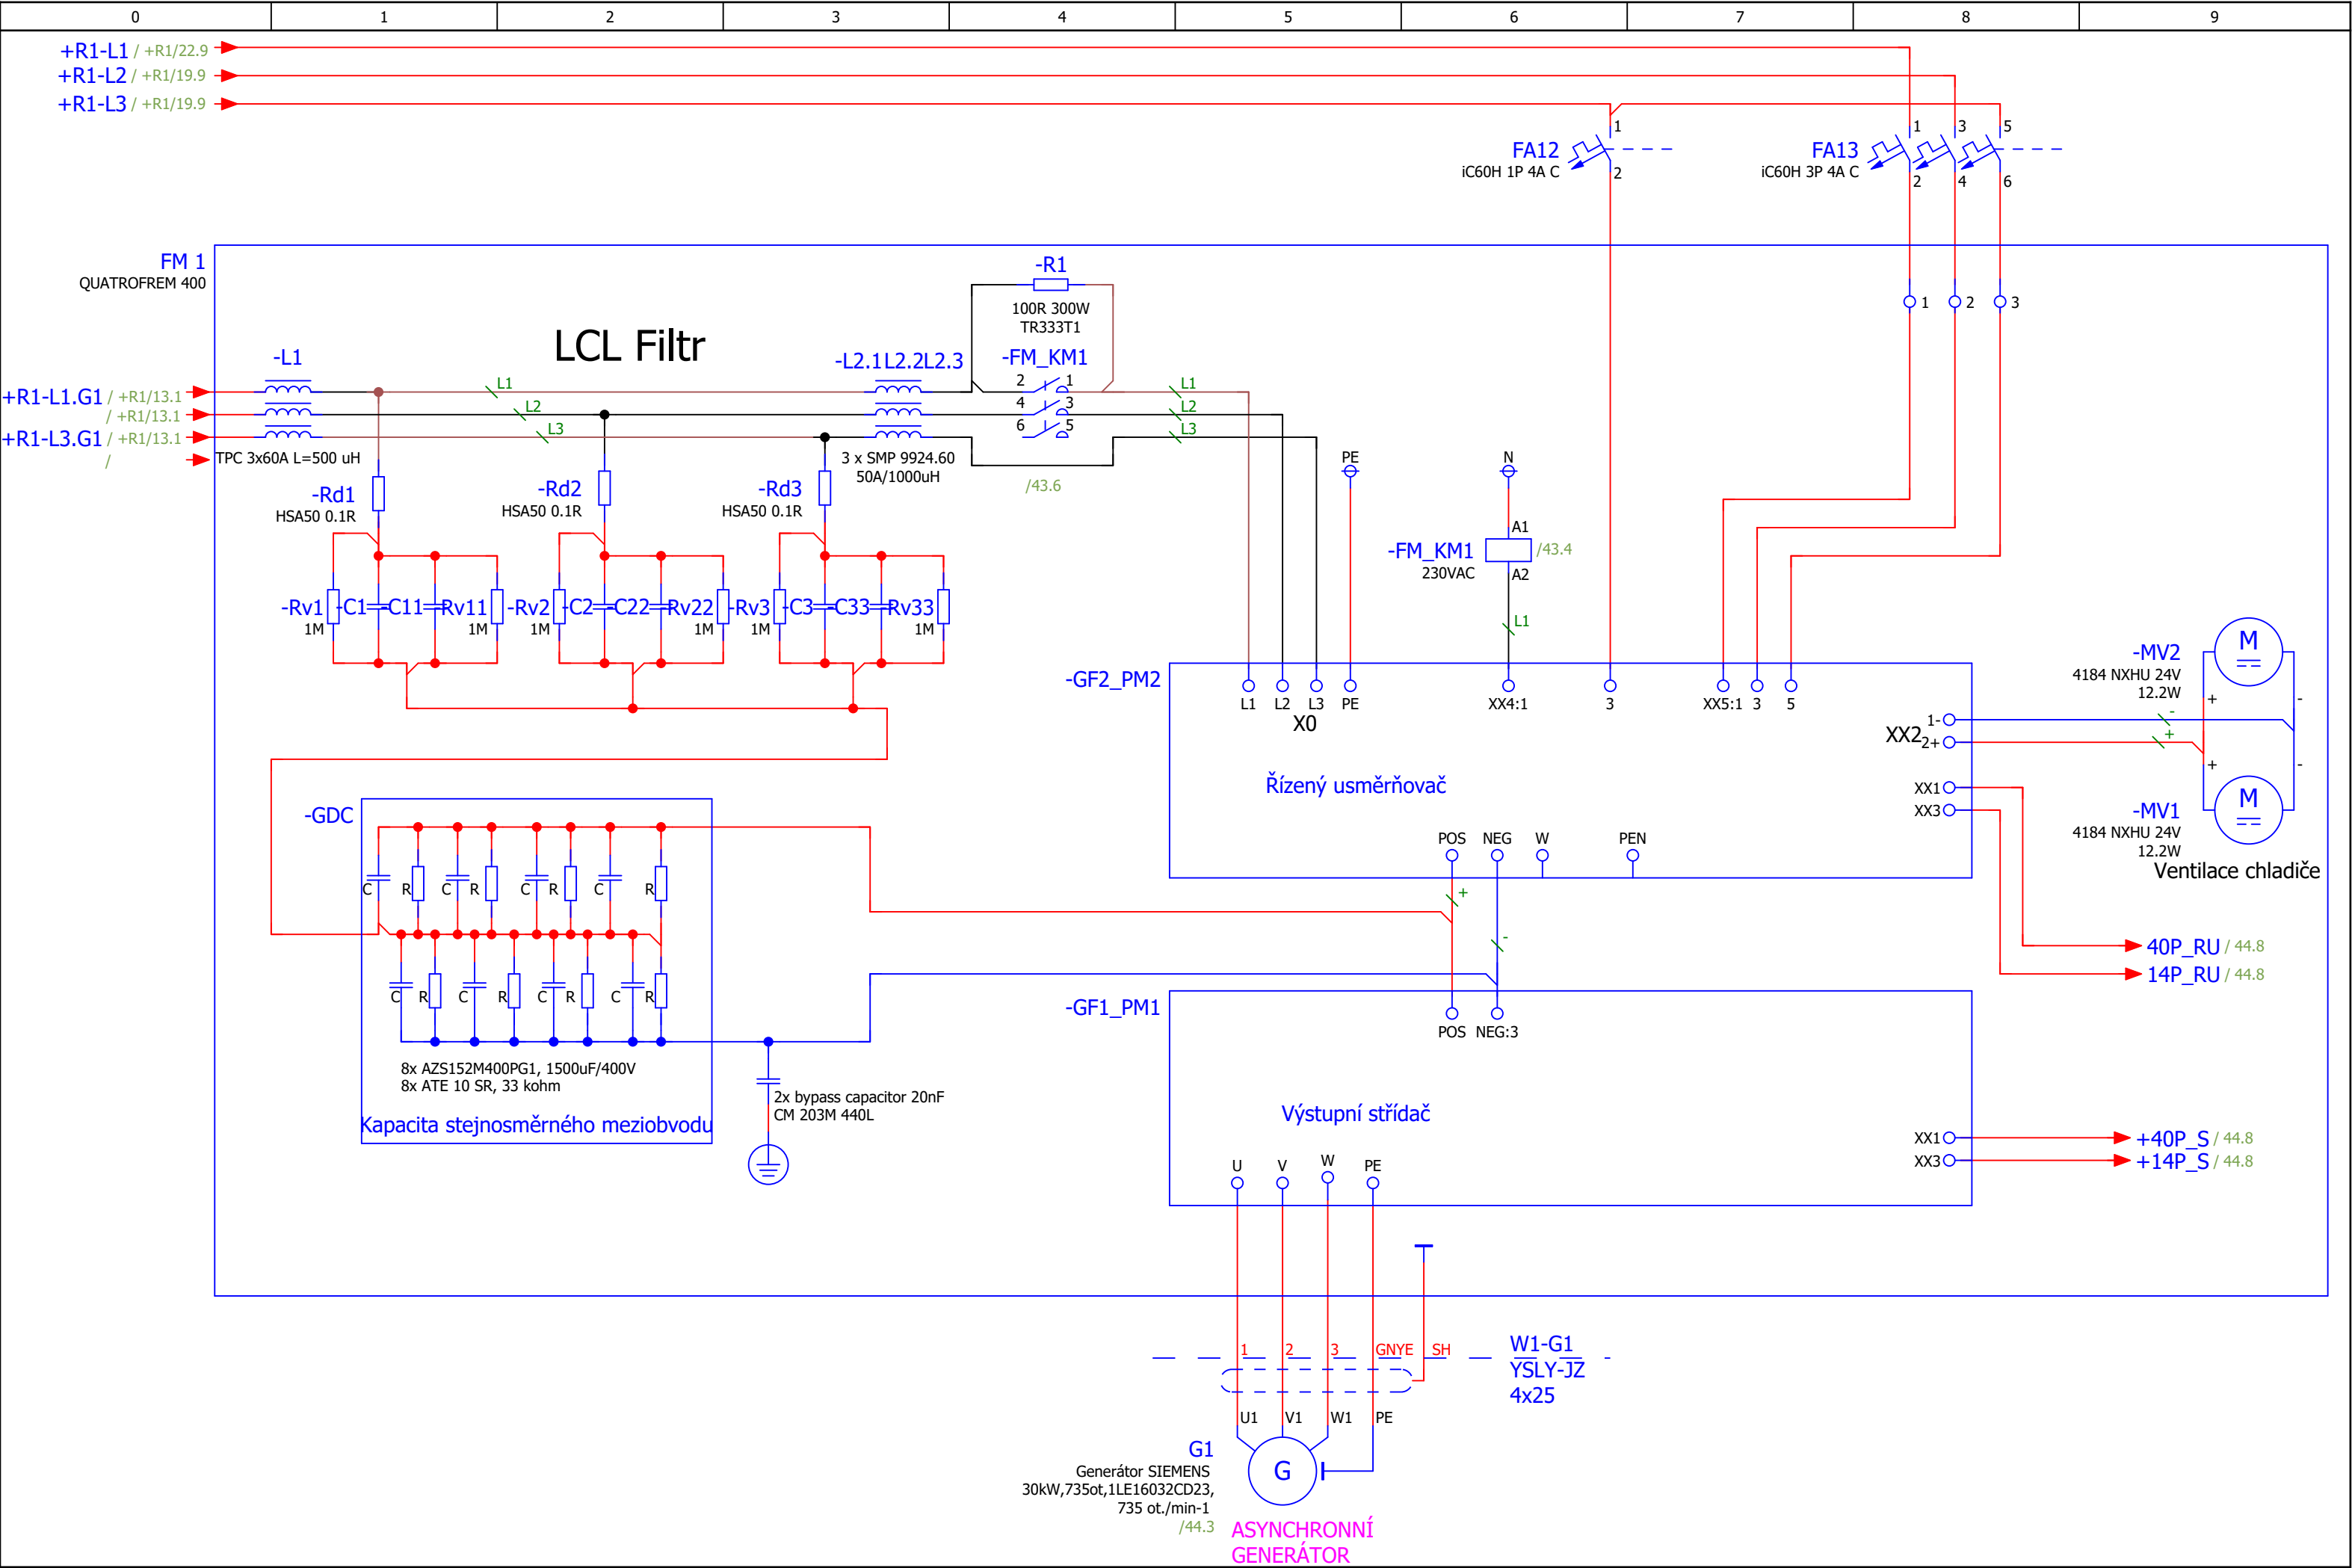 0 1 2 3 4 5 6 7 8 9
+R1-L1 / +R1/22.9
+R1-L2 / +R1/19.9
+R1-L3 / +R1/19.9
FA12
iC60H 1P 4A C
1
2
FA13
iC60H 3P 4A C
1 3 5
2 4 6
FM 1
QUATROFREM 400
1 2 3
LCL Filtr
-R1
100R 300W
TR333T1
-L1
-L2.1L2.2L2.3
-FM_KM1
+R1-L1.G1 / +R1/13.1
/ +R1/13.1
+R1-L3.G1 / +R1/13.1
/
L1
L2
L3
2 1
4 3
6 5
L1
L2
L3
TPC 3x60A L=500 uH
3 x SMP 9924.60
50A/1000uH
/43.6
PE
N
-Rd1
HSA50 0.1R
-Rd2
HSA50 0.1R
-Rd3
HSA50 0.1R
A1
-FM_KM1
230VAC
/43.4
A2
L1
-Rv1
1M
-C1
-C11
-Rv11
1M
-Rv2
1M
-C2
-C22
-Rv22
1M
-Rv3
1M
-C3
-C33
-Rv33
1M
-GF2_PM2
L1 L2 L3 PE
X0
XX4:1
3
XX5:1 3 5
XX2
1-
2+
XX1
XX3
-
+
-MV2
4184 NXHU 24V
12.2W
M
+ -
+ -
-MV1
4184 NXHU 24V
12.2W
M
Ventilace chladiče
Řízený usměrňovač
POS NEG W PEN
+
-
-GDC
C R C R C R C R
C R C R C R C R
8x AZS152M400PG1, 1500uF/400V
8x ATE 10 SR, 33 kohm
Kapacita stejnosměrného meziobvodu
2x bypass capacitor 20nF
CM 203M 440L
40P_RU / 44.8
14P_RU / 44.8
-GF1_PM1
POS NEG:3
Výstupní střídač
XX1
XX3
+40P_S / 44.8
+14P_S / 44.8
U V W PE
1 2 3 GNYE SH
W1-G1
YSLY-JZ
4x25
U1 V1 W1 PE
G1
Generátor SIEMENS
30kW,735ot,1LE16032CD23,
735 ot./min-1
/44.3
G
ASYNCHRONNÍ
GENERÁTOR